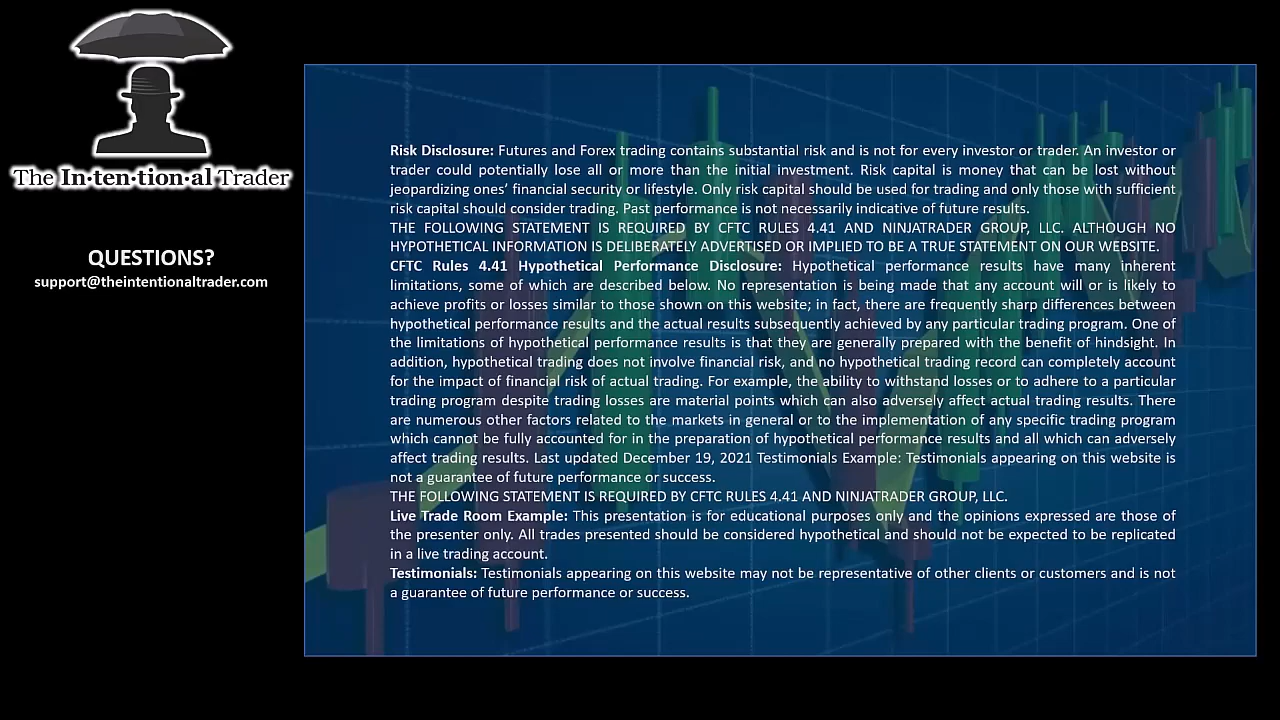 The In·ten·tion·al Trader
QUESTIONS?
support@theintentionaltrader.com
Risk Disclosure: Futures and Forex trading contains substantial risk and is not for every investor or trader. An investor or
trader could potentially lose all or more than the initial investment. Risk capital is money that can be lost without
jeopardizing ones’ financial security or lifestyle. Only risk capital should be used for trading and only those with sufficient
risk capital should consider trading. Past performance is not necessarily indicative of future results.
THE FOLLOWING STATEMENT IS REQUIRED BY CFTC RULES 4.41 AND NINJATRADER GROUP, LLC. ALTHOUGH NO
HYPOTHETICAL INFORMATION IS DELIBERATELY ADVERTISED OR IMPLIED TO BE A TRUE STATEMENT ON OUR WEBSITE.
CFTC Rules 4.41 Hypothetical Performance Disclosure: Hypothetical performance results have many inherent
limitations, some of which are described below. No representation is being made that any account will or is likely to
achieve profits or losses similar to those shown on this website; in fact, there are frequently sharp differences between
hypothetical performance results and the actual results subsequently achieved by any particular trading program. One of
the limitations of hypothetical performance results is that they are generally prepared with the benefit of hindsight. In
addition, hypothetical trading does not involve financial risk, and no hypothetical trading record can completely account
for the impact of financial risk of actual trading. For example, the ability to withstand losses or to adhere to a particular
trading program despite trading losses are material points which can also adversely affect actual trading results. There
are numerous other factors related to the markets in general or to the implementation of any specific trading program
which cannot be fully accounted for in the preparation of hypothetical performance results and all which can adversely
affect trading results. Last updated December 19, 2021 Testimonials Example: Testimonials appearing on this website is
not a guarantee of future performance or success.
THE FOLLOWING STATEMENT IS REQUIRED BY CFTC RULES 4.41 AND NINJATRADER GROUP, LLC.
Live Trade Room Example: This presentation is for educational purposes only and the opinions expressed are those of
the presenter only. All trades presented should be considered hypothetical and should not be expected to be replicated
in a live trading account.
Testimonials: Testimonials appearing on this website may not be representative of other clients or customers and is not
a guarantee of future performance or success.